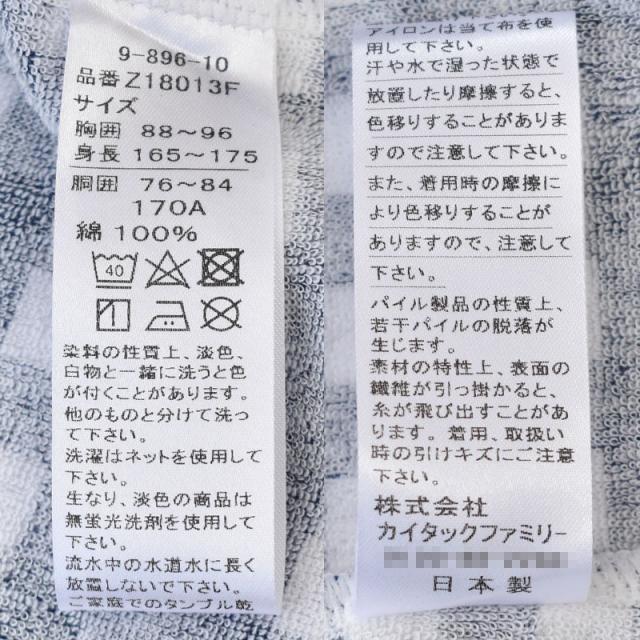 9-896-10
品番Z18013F
サイズ
胸囲 88～96
身長 165～175
胴囲 76～84
170A
綿 100%
40
染料の性質上、淡色、
白物と一緒に洗うと色
が付くことがあります。
他のものと分けて洗っ
て下さい。
洗濯はネットを使用して
下さい。
生なり、淡色の商品は
無蛍光洗剤を使用して
下さい。
流水中の水道水に長く
放置しないで下さい。
ご家庭でのタンブル乾
アイロンは当て布を使
用して下さい。
汗や水で湿った状態で
放置したり摩擦すると、
色移りすることがありま
すので注意して下さい。
また、着用時の摩擦に
より色移りすることが
ありますので、注意して
下さい。
パイル製品の性質上、
若干パイルの脱落が
生じます。
素材の特性上、表面の
繊維が引っ掛かると、
糸が飛び出すことがあ
ります。着用、取扱い
時の引けキズにご注意
下さい。
株式会社
カイタックファミリー
日本製